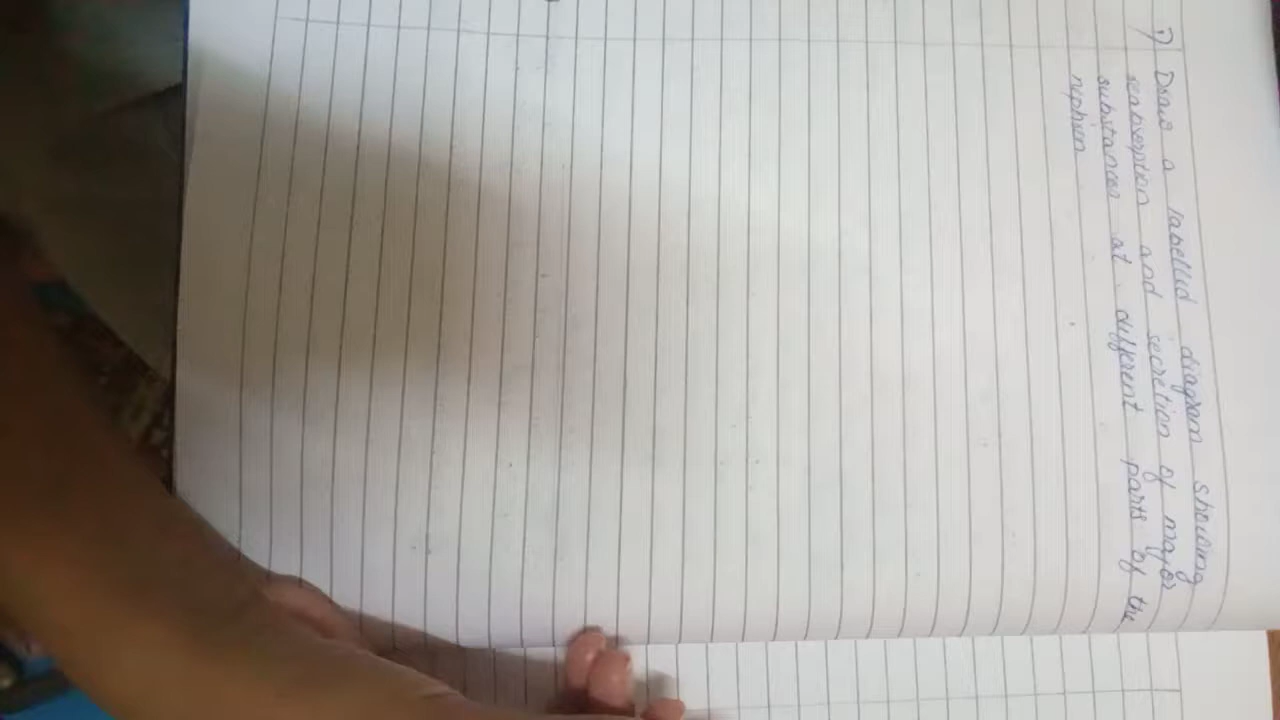 7) Draw a labelled diagram showing
reabsorption and secretion of major
substances at different parts of the
nephron